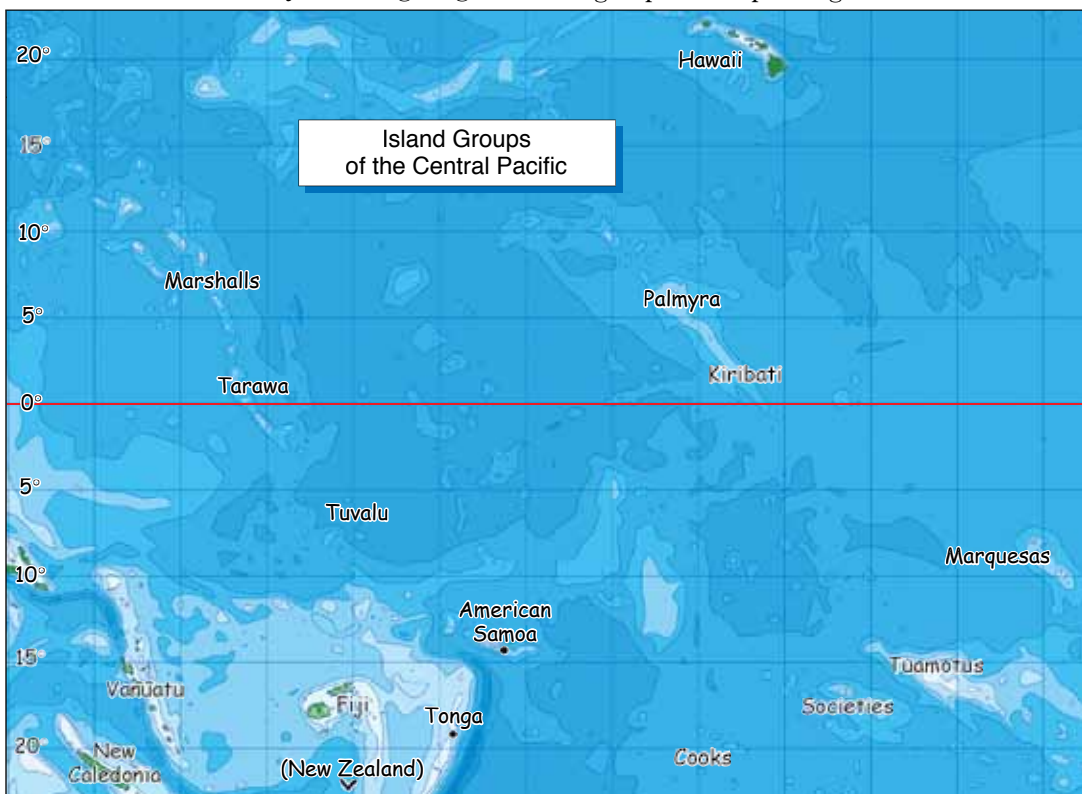 20°
Hawaii
Island Groups
of the Central Pacific
15°
10°
Marshalls
Palmyra
5°
Kiribati
Tarawa
0°
5°
Tuvalu
Marquesas
10°
American
Samoa
15°
Tuamotus
Vanuatu
Fiji
Societies
Tonga
20°
New
Caledonia
(New Zealand)
Cooks